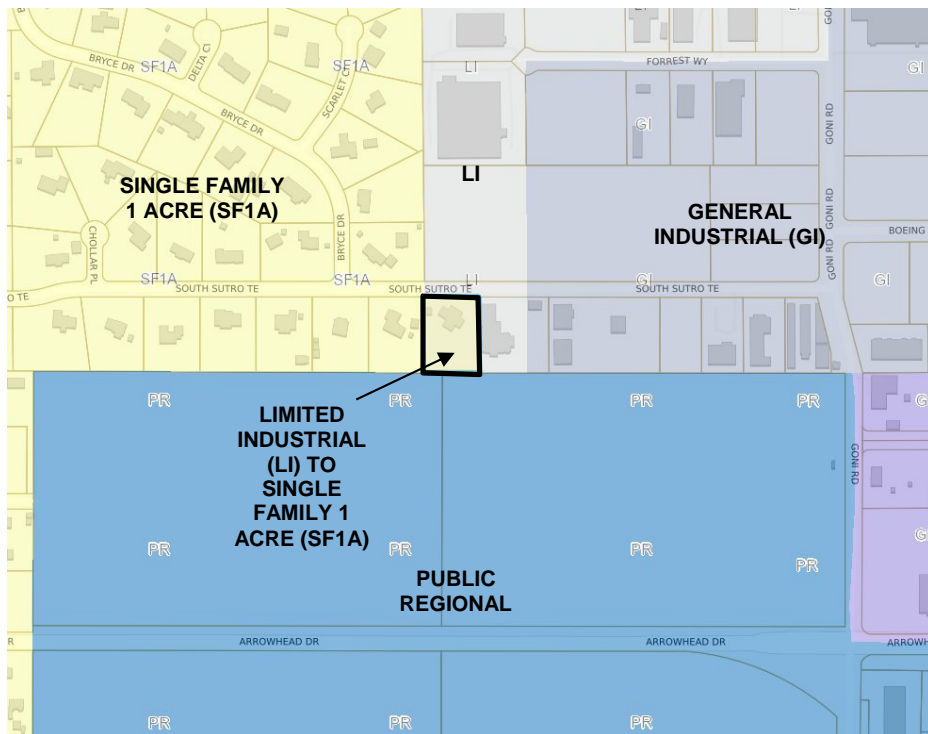 BRYCE DR
SF1A
DELTA CT
SF1A
SCARLET CT
LI
FORREST WY
GI
GONI RD
BRYCE DR
GI
SINGLE FAMILY
1 ACRE (SF1A)
LI
GENERAL
INDUSTRIAL (GI)
GONI RD
GONI RD
BOEING
CHOLLAR PL
BRYCE DR
SF1A
SF1A
LI
GI
GI
SOUTH SUTRO TE
SOUTH SUTRO TE
SOUTH SUTRO TE
RO TE
PR
PR
PR
PR
LIMITED
INDUSTRIAL
(LI) TO
SINGLE
FAMILY 1
ACRE (SF1A)
GONI RD
PR
PR
PR
PR
PUBLIC
REGIONAL
R
ARROWHEAD DR
ARROWHEAD DR
ARROWH
PR
PR
PR